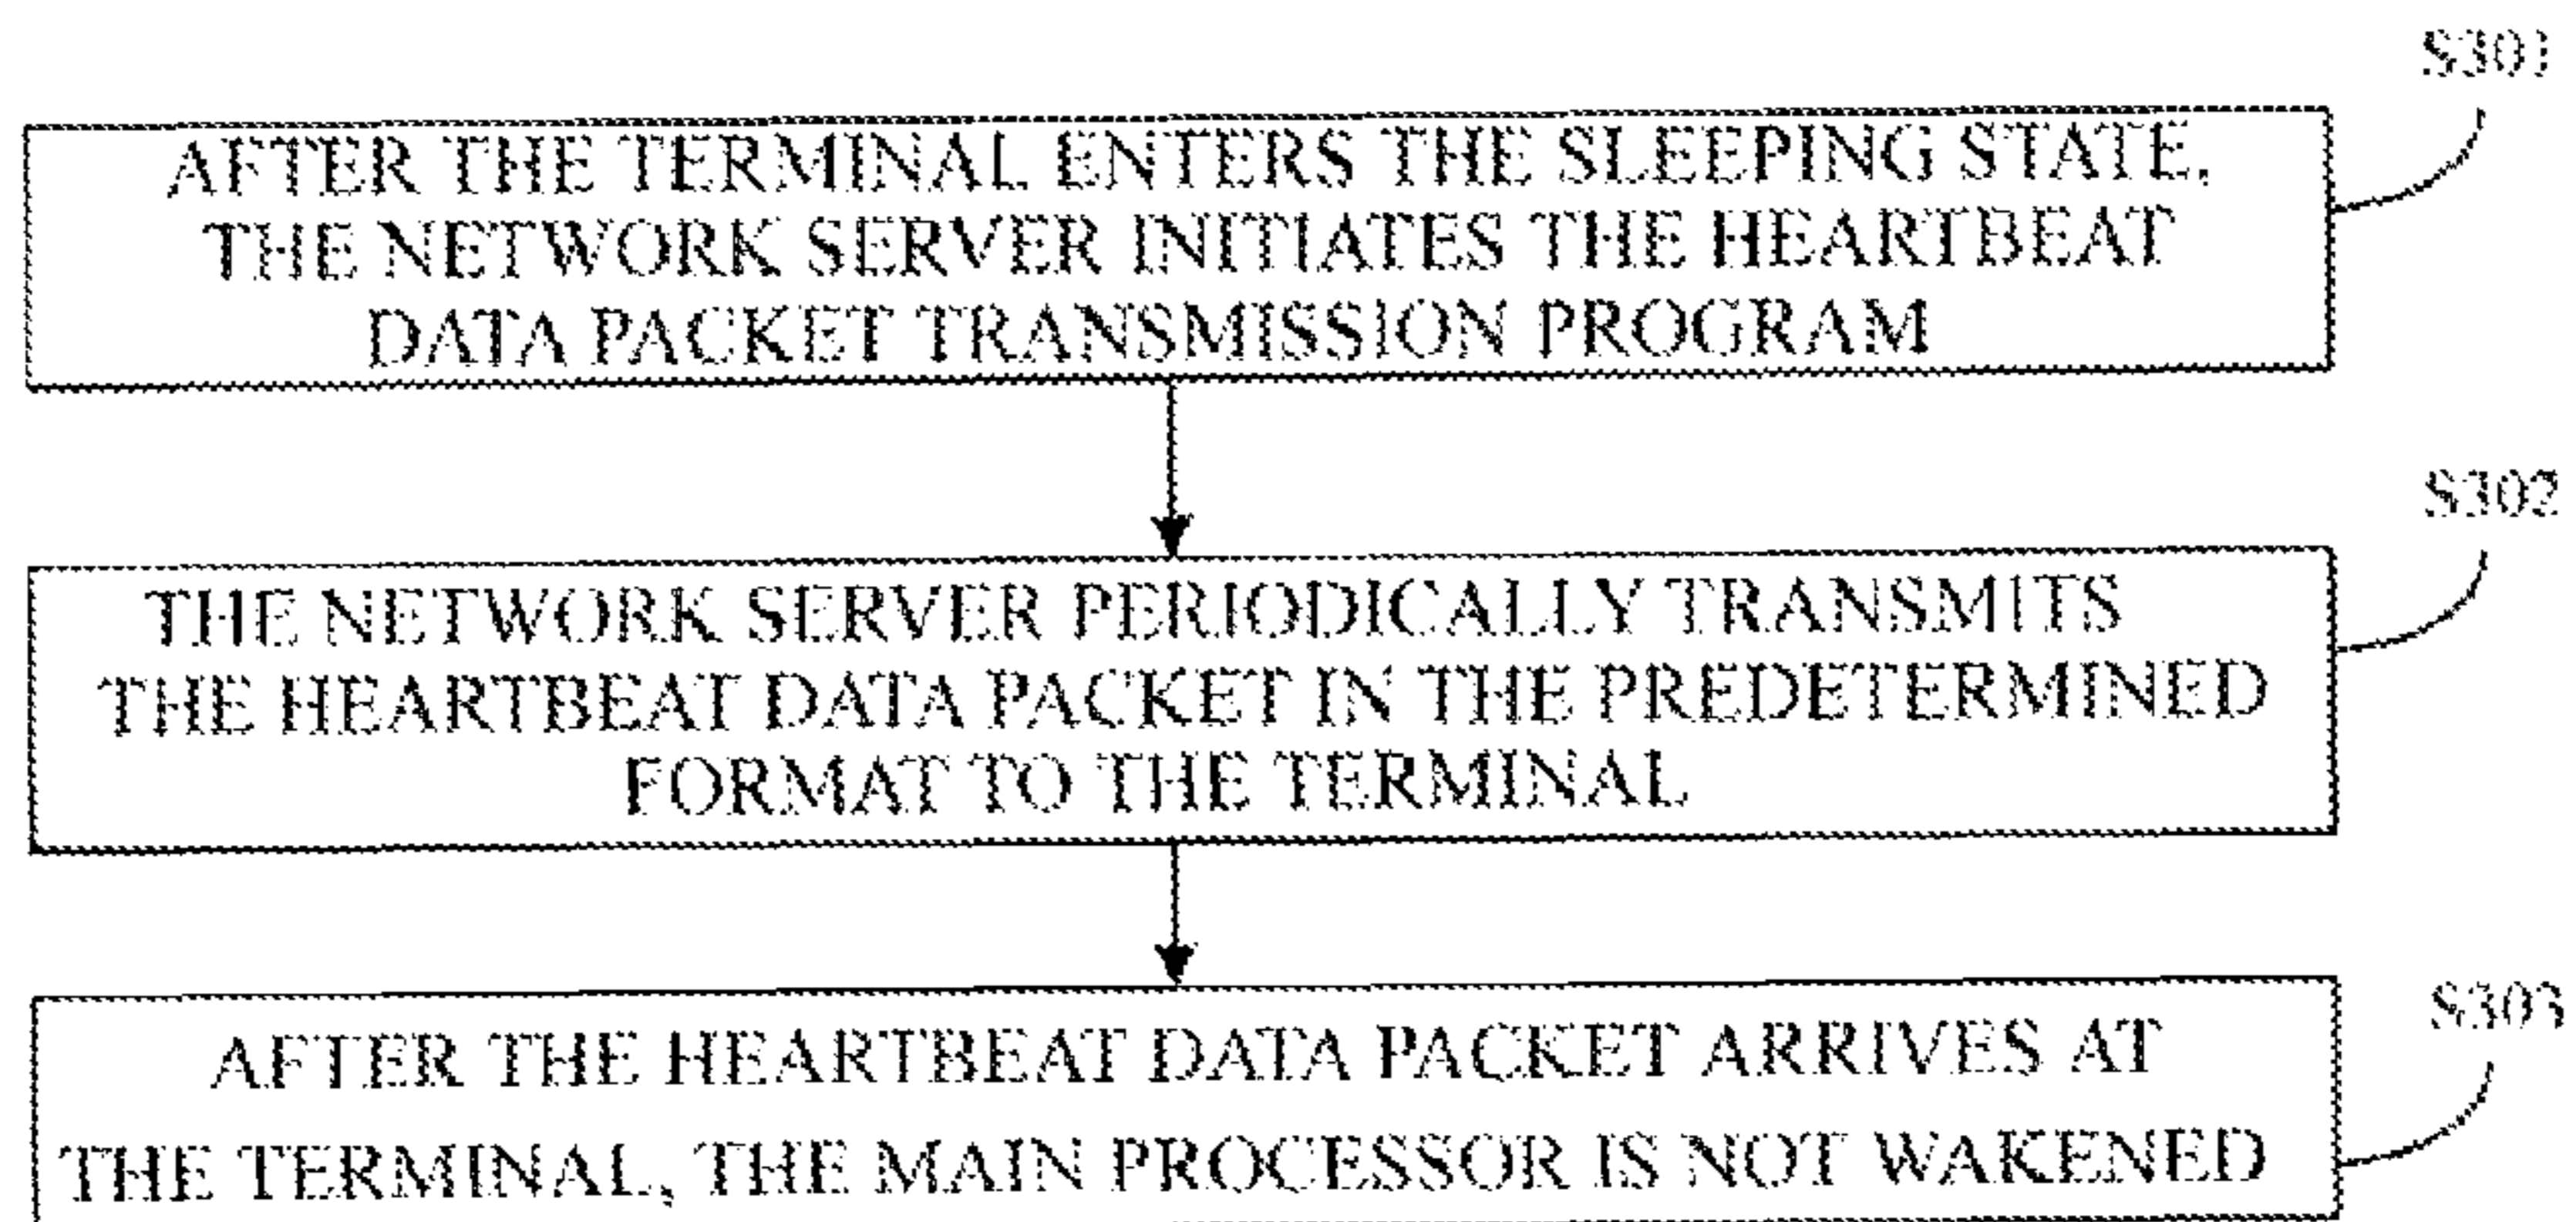 S301
AFTER THE TERMINAL ENTERS THE SLEEPING STATE,
THE NETWORK SERVER INITIATES THE HEARTBEAT
DATA PACKET TRANSMISSION PROGRAM
S302
THE NETWORK SERVER PERIODICALLY TRANSMITS
THE HEARTBEAT DATA PACKET IN THE PREDETERMINED
FORMAT TO THE TERMINAL
S303
AFTER THE HEARTBEAT DATA PACKET ARRIVES AT
THE TERMINAL, THE MAIN PROCESSOR IS NOT WAKENED